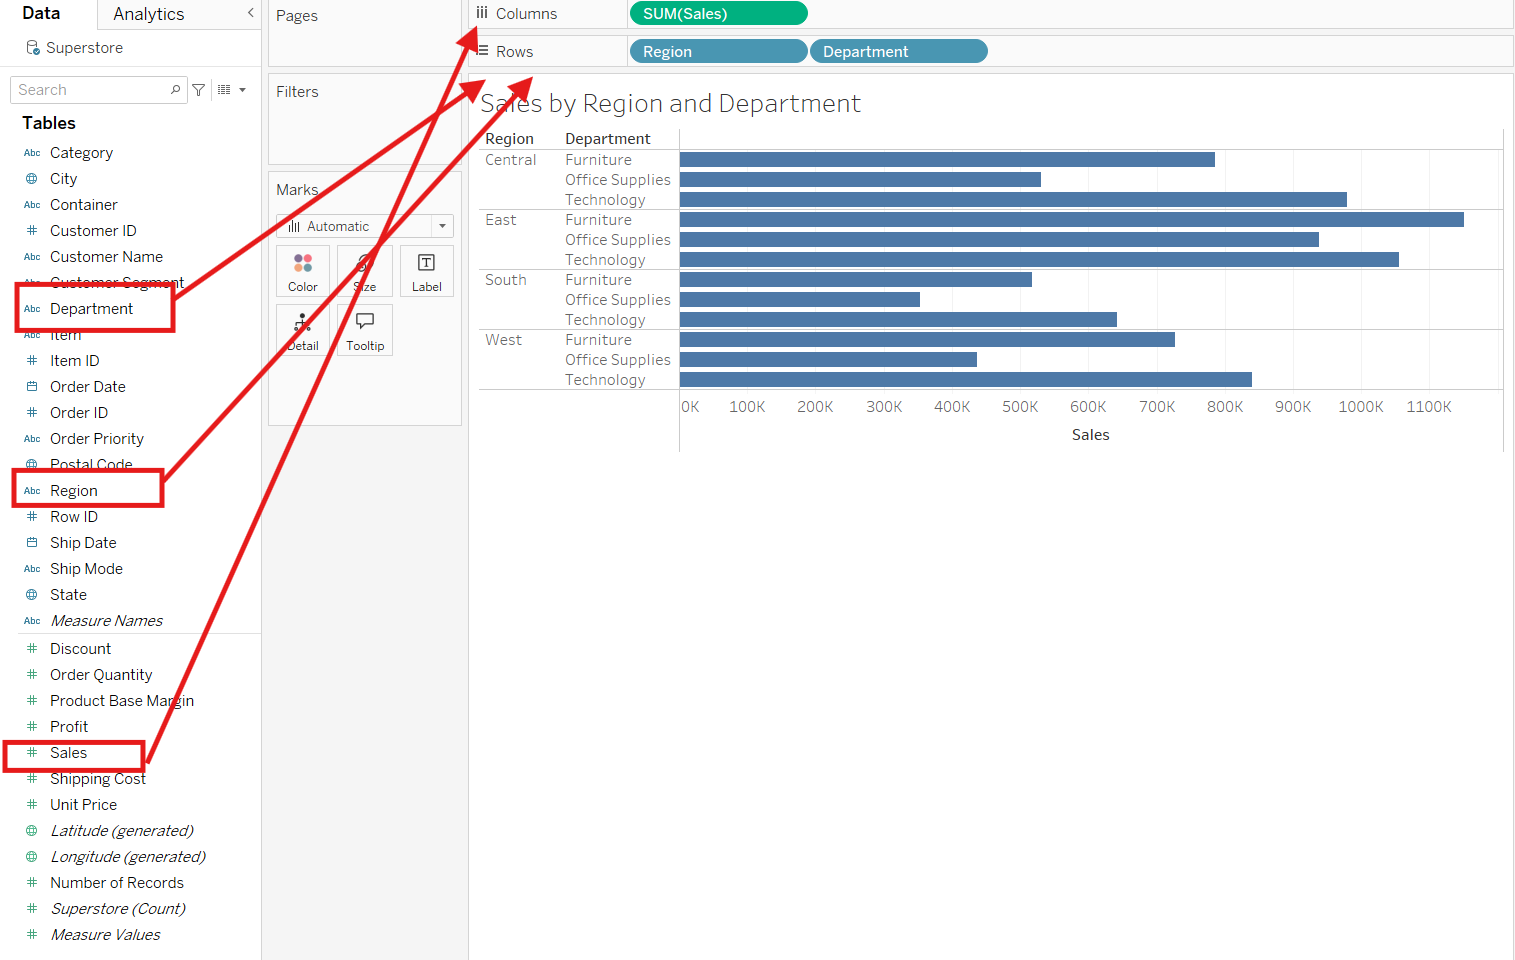 Data
Analytics
Superstore
Search
Tables
Abc Category
City
Abc Container
# Customer ID
Abc Customer Name
Abc Customer Segment
Abc Department
Abc Item
# Item ID
Order Date
# Order ID
Abc Order Priority
Postal Code
Abc Region
# Row ID
Ship Date
Abc Ship Mode
State
Abc Measure Names
# Discount
# Order Quantity
# Product Base Margin
# Profit
# Sales
# Shipping Cost
# Unit Price
Latitude (generated)
Longitude (generated)
# Number of Records
# Superstore (Count)
# Measure Values
Pages
Filters
Marks
Automatic
Color Size Label
Detail Tooltip
Columns SUM(Sales)
Rows Region Department
Sales by Region and Department
Region Department
Central Furniture
Office Supplies
Technology
East Furniture
Office Supplies
Technology
South Furniture
Office Supplies
Technology
West Furniture
Office Supplies
Technology
0K 100K 200K 300K 400K 500K 600K 700K 800K 900K 1000K 1100K
Sales